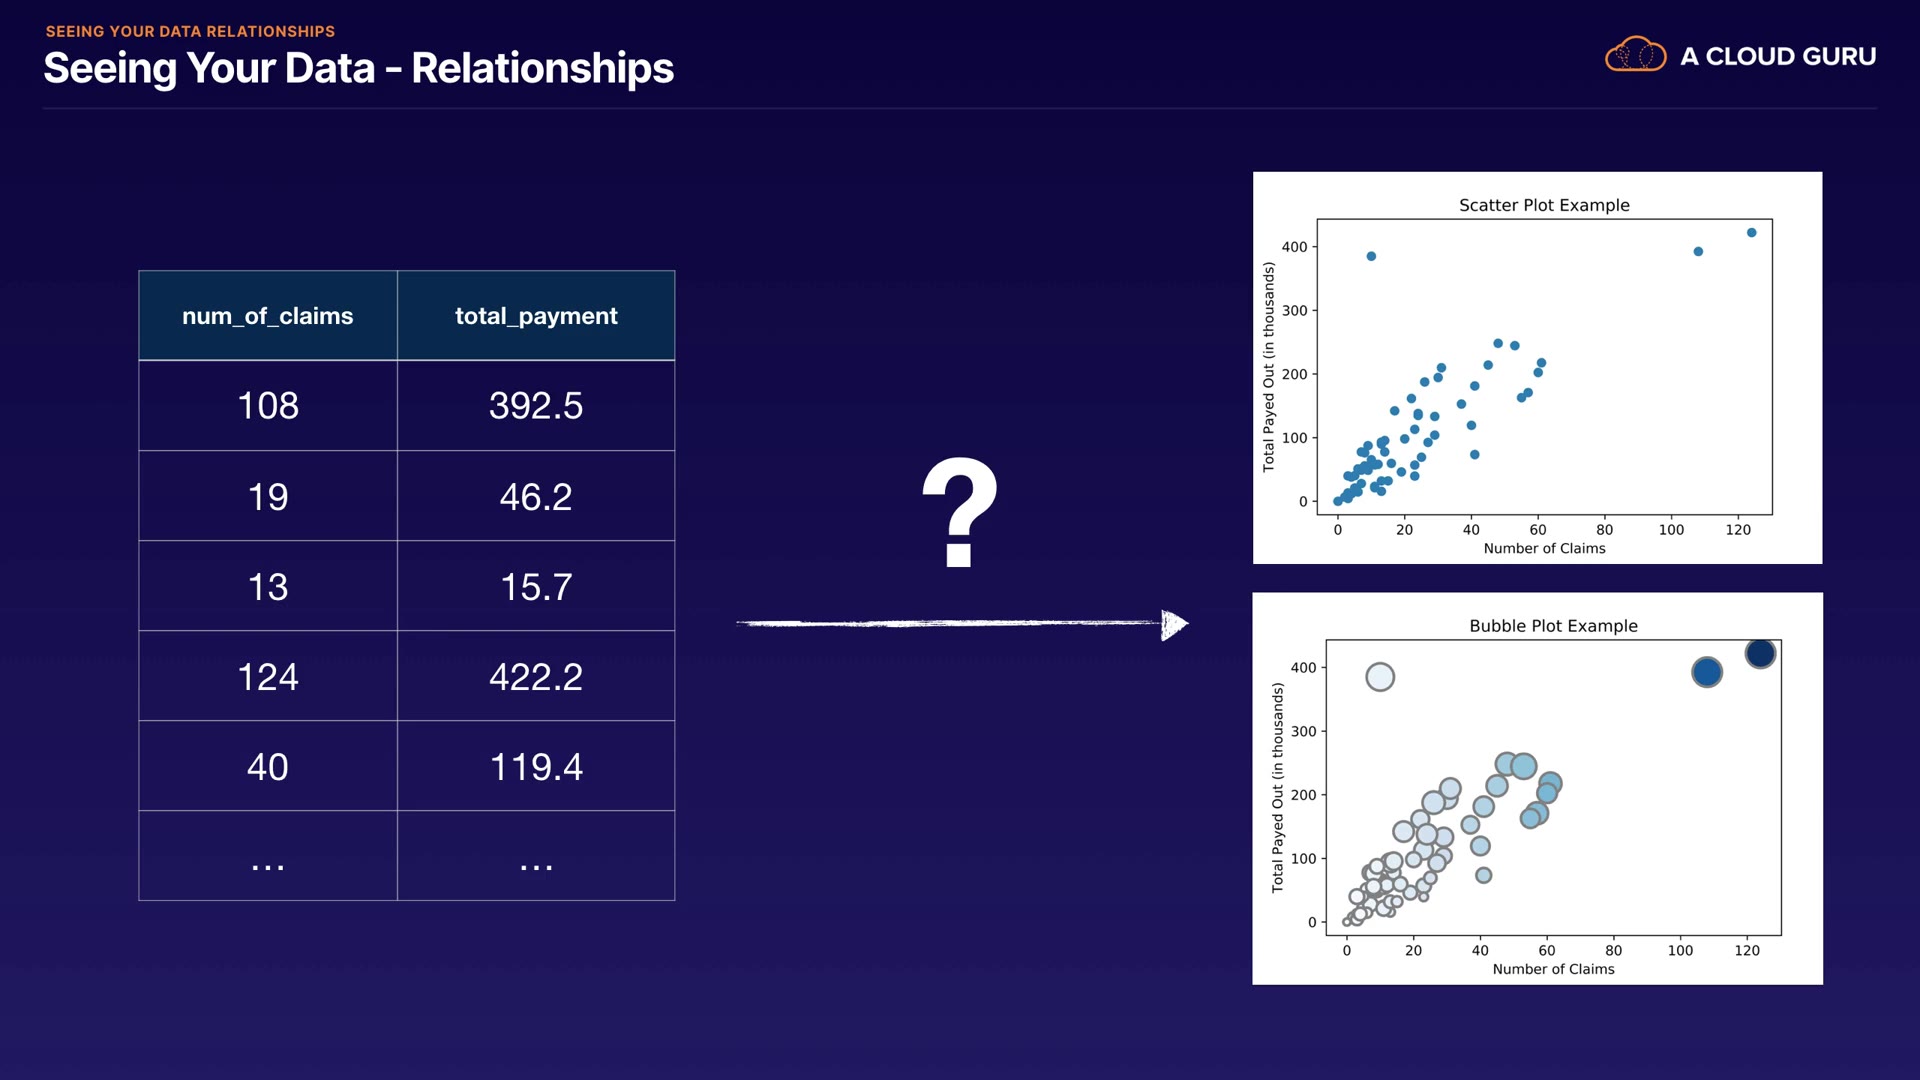 SEEING YOUR DATA RELATIONSHIPS
Seeing Your Data - Relationships
A CLOUD GURU
num_of_claims total_payment
108 392.5
19 46.2
13 15.7
124 422.2
40 119.4
... ...
?
Scatter Plot Example
Total Payed Out (in thousands)
400
300
200
100
0
0 20 40 60 80 100 120
Number of Claims
Bubble Plot Example
Total Payed Out (in thousands)
400
300
200
100
0
0 20 40 60 80 100 120
Number of Claims